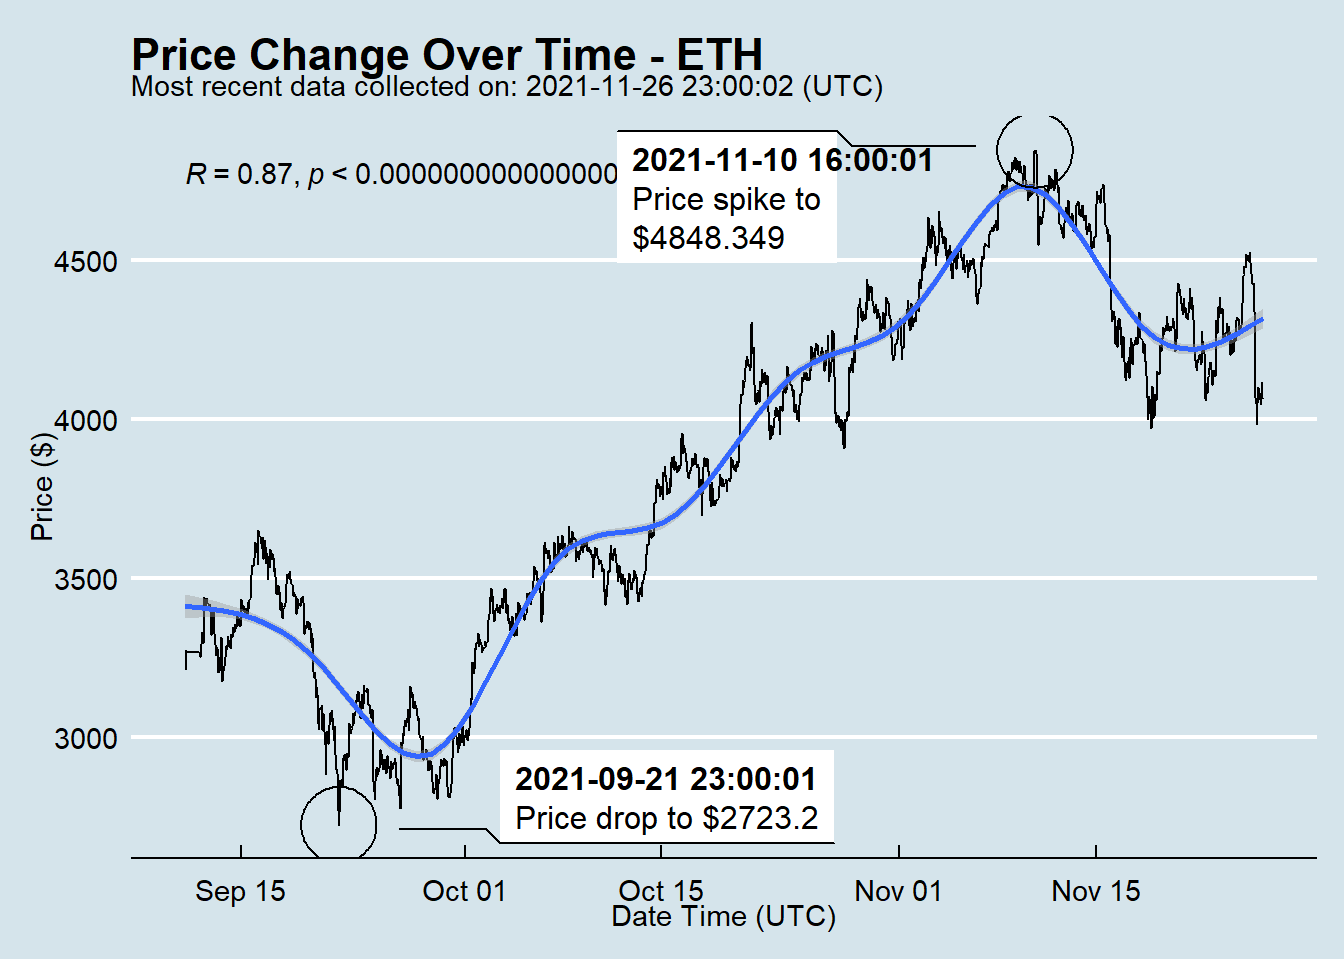 Price Change Over Time - ETH
Most recent data collected on: 2021-11-26 23:00:02 (UTC)
R = 0.87, p < 0.000000000000000
2021-11-10 16:00:01
Price spike to
$4848.349
4500
4000
3500
3000
Price ($)
2021-09-21 23:00:01
Price drop to $2723.2
Sep 15
Oct 01
Oct 15
Nov 01
Nov 15
Date Time (UTC)